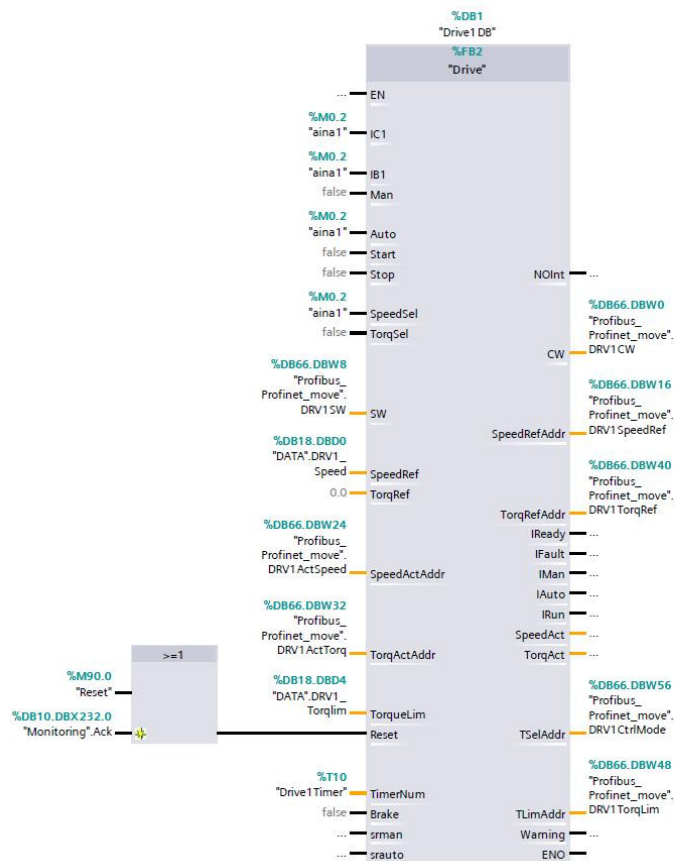 %DB1
"Drive1 DB"
%FB2
"Drive"
... EN
%M0.2
"aina1" IC1
%M0.2
"aina1" IB1
false Man
%M0.2
"aina1" Auto
false Start
false Stop
NOInt ...
%M0.2
"aina1" SpeedSel
false TorqSel
%DB66.DBW0
"Profibus_
Profinet_move".
CW DRV1CW
%DB66.DBW8
"Profibus_
Profinet_move".
DRV1SW SW
%DB66.DBW16
"Profibus_
Profinet_move".
SpeedRefAddr DRV1SpeedRef
%DB18.DBD0
"DATA".DRV1_
Speed SpeedRef
0.0 TorqRef
%DB66.DBW40
"Profibus_
Profinet_move".
TorqRefAddr DRV1TorqRef
%DB66.DBW24
"Profibus_
Profinet_move".
DRV1ActSpeed SpeedActAddr
IReady ...
IFault ...
IMan ...
IAuto ...
IRun ...
SpeedAct ...
TorqAct ...
%DB66.DBW32
"Profibus_
Profinet_move".
DRV1ActTorq TorqActAddr
%DB18.DBD4
"DATA".DRV1_
Torqlim TorqueLim
>=1
%M90.0
"Reset"
%DB10.DBX232.0
"Monitoring".Ack
Reset
%DB66.DBW56
"Profibus_
Profinet_move".
TSelAddr DRV1CtrlMode
%T10
"Drive1Timer" TimerNum
false Brake
... srman
... srauto
%DB66.DBW48
"Profibus_
Profinet_move".
TLimAddr DRV1TorqLim
Warning ...
ENO